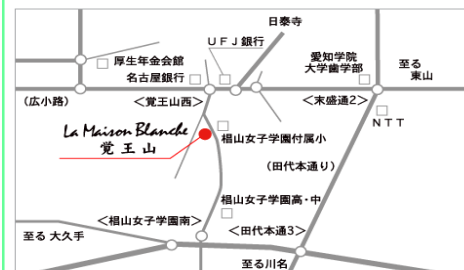 日泰寺
UFJ銀行
厚生年金会館
名古屋銀行
愛知学院
大学歯学部
至る
東山
(広小路)
<覚王山西>
<末盛通2>
NTT
La Maison Blanche
覚王山
椙山女子学園付属小
(田代本通り)
椙山女子学園高・中
<椙山女子学園南>
<田代本通3>
至る 大久手
至る川名